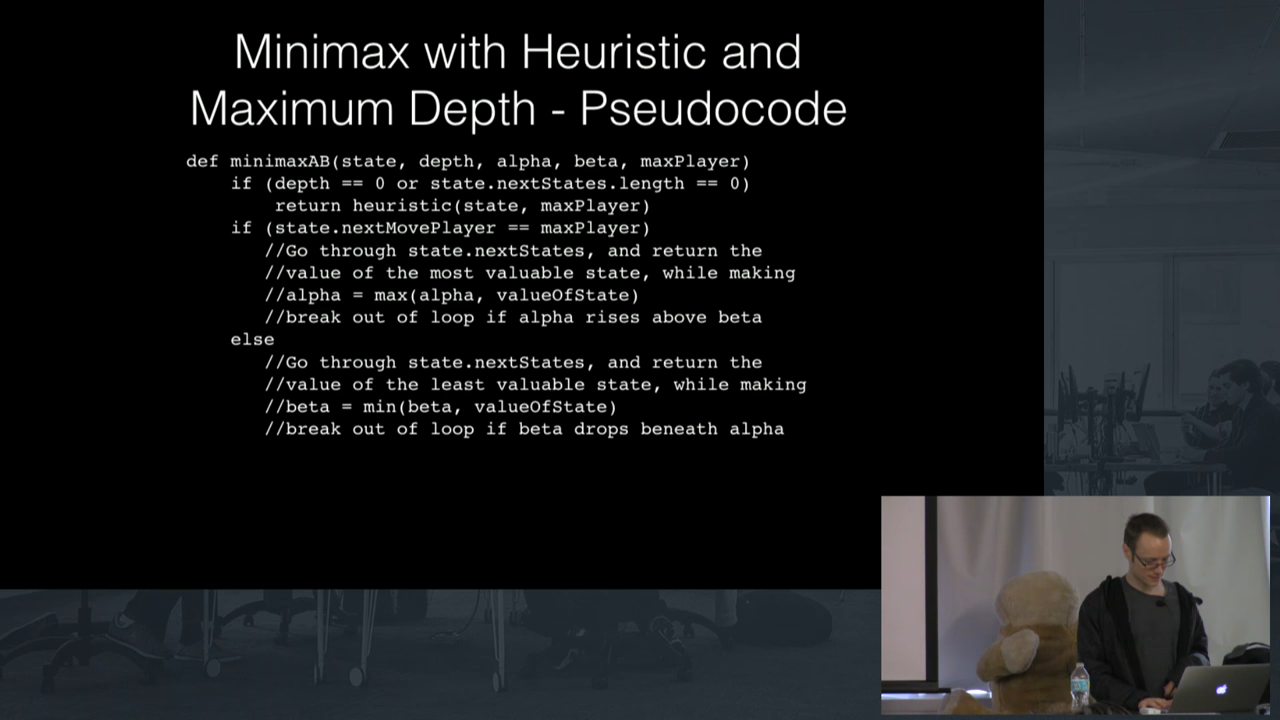 Minimax with Heuristic and
Maximum Depth - Pseudocode
def minimaxAB(state, depth, alpha, beta, maxPlayer)
    if (depth == 0 or state.nextStates.length == 0)
        return heuristic(state, maxPlayer)
    if (state.nextMovePlayer == maxPlayer)
       //Go through state.nextStates, and return the
       //value of the most valuable state, while making
       //alpha = max(alpha, valueOfState)
       //break out of loop if alpha rises above beta
    else
       //Go through state.nextStates, and return the
       //value of the least valuable state, while making
       //beta = min(beta, valueOfState)
       //break out of loop if beta drops beneath alpha